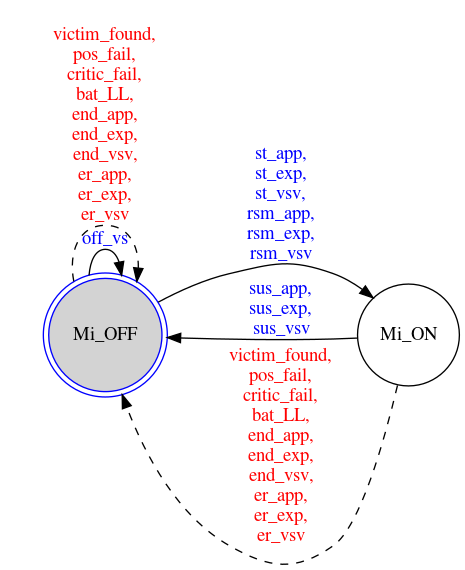 victim_found,
pos_fail,
critic_fail,
bat_LL,
end_app,
end_exp,
end_vsv,
er_app,
er_exp,
er_vsv
off_vs
st_app,
st_exp,
st_vsv,
rsm_app,
rsm_exp,
rsm_vsv
sus_app,
sus_exp,
sus_vsv
Mi_OFF
Mi_ON
victim_found,
pos_fail,
critic_fail,
bat_LL,
end_app,
end_exp,
end_vsv,
er_app,
er_exp,
er_vsv